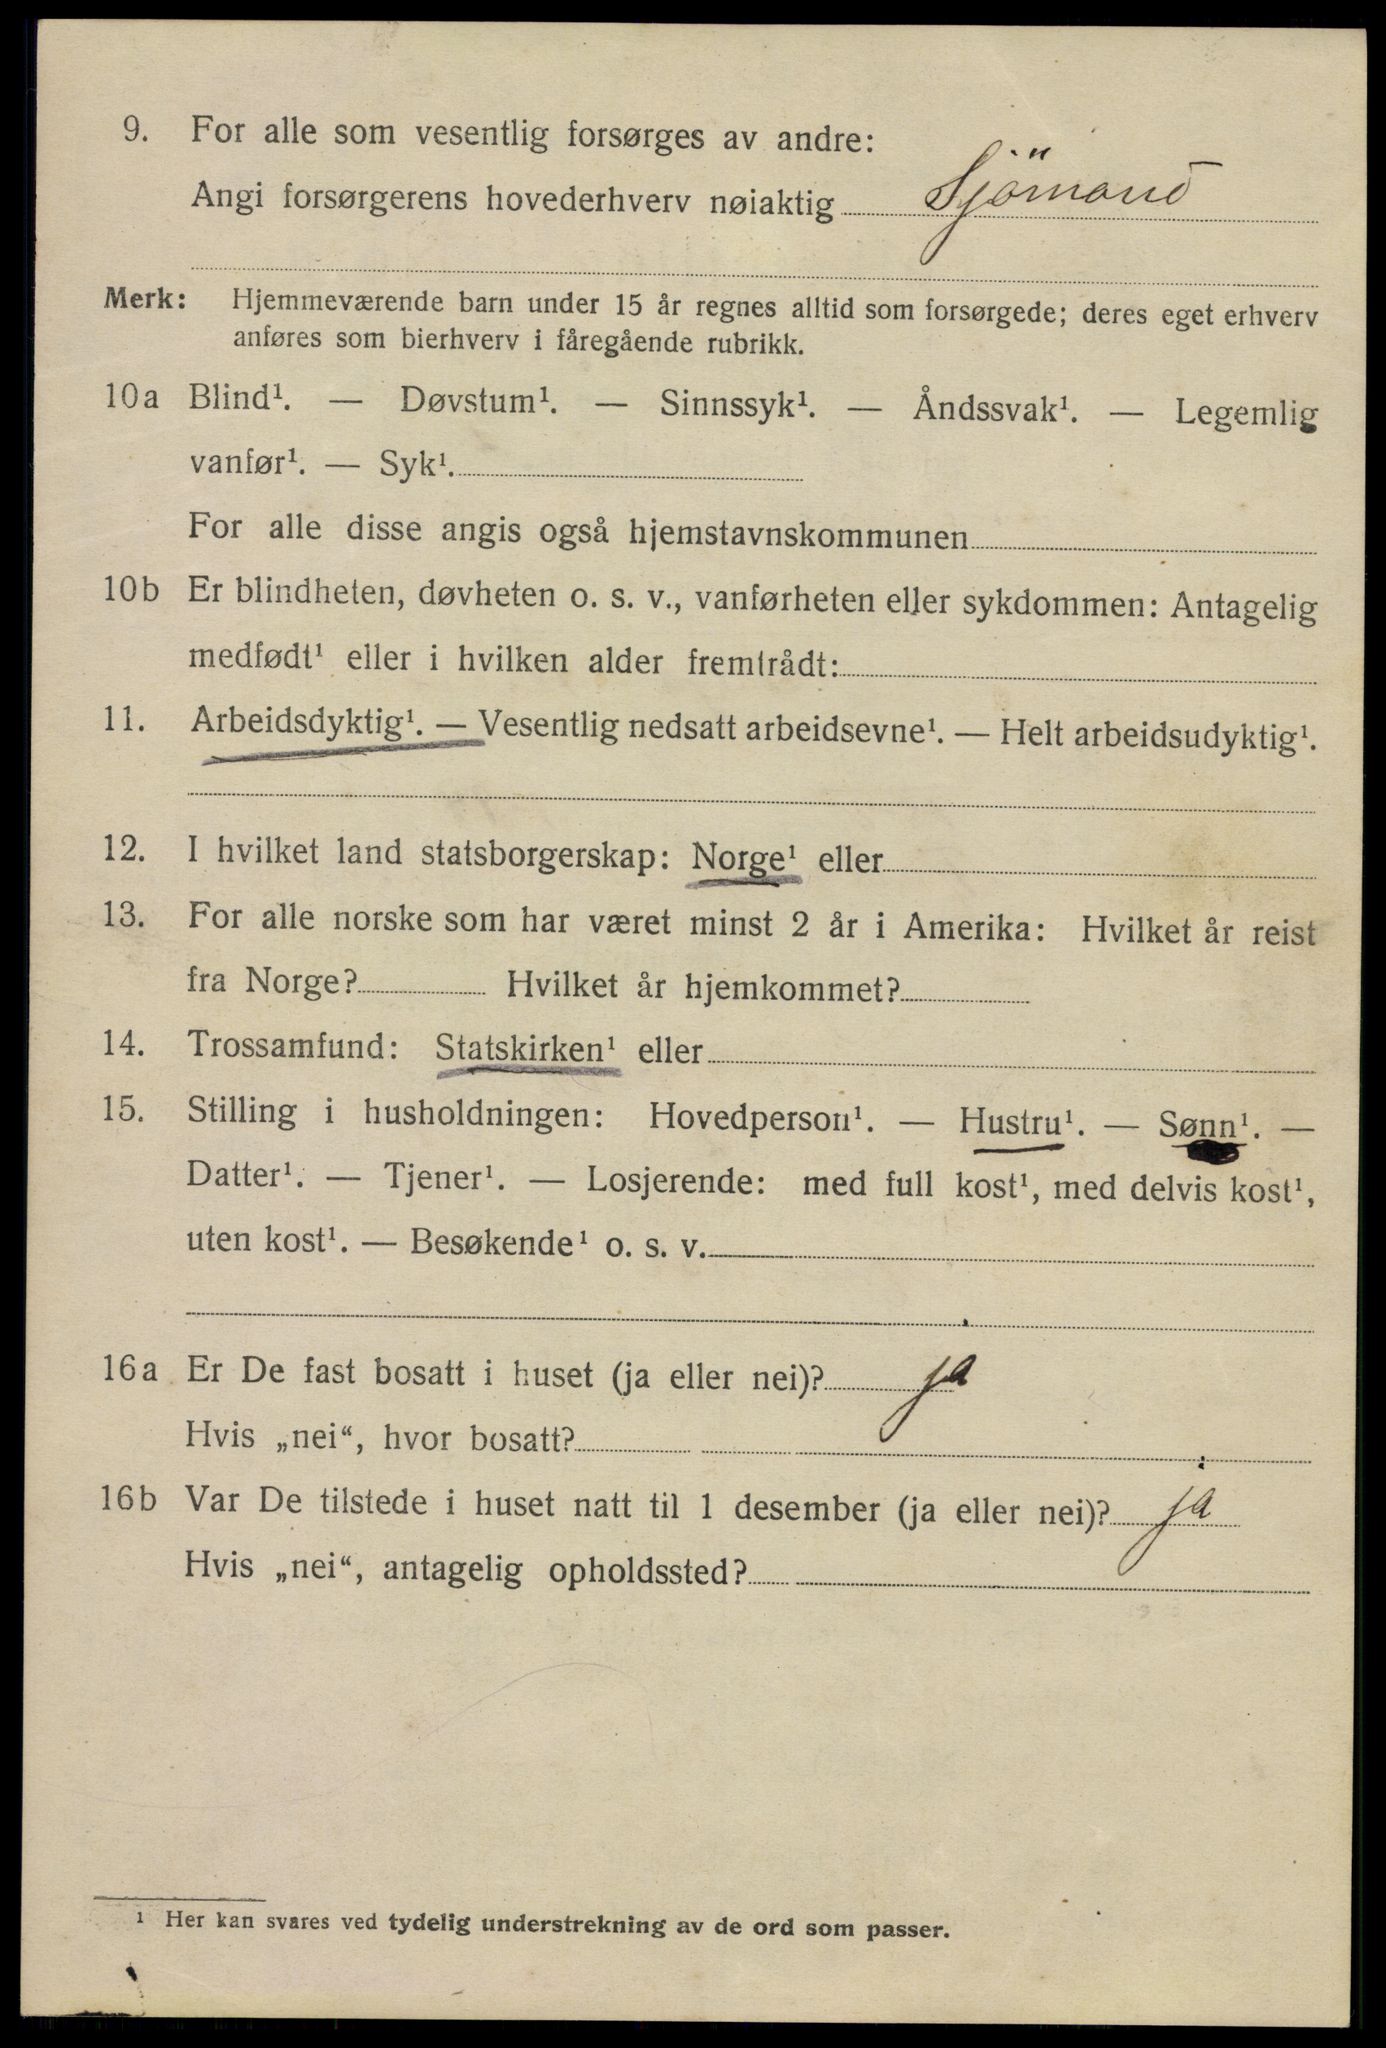 9. For alle som vesentlig forsørges av andre:
Angi forsørgerens hovederhverv nøiaktig Sjömand
Merk: Hjemmeværende barn under 15 år regnes alltid som forsørgede; deres eget erhverv
anføres som bierhverv i fåregående rubrikk.
10a Blind¹. — Døvstum¹. — Sinnssyk¹. — Åndssvak¹. — Legemlig
vanfør¹. — Syk¹.
For alle disse angis også hjemstavnskommunen
10b Er blindheten, døvheten o. s. v., vanførheten eller sykdommen: Antagelig
medfødt¹ eller i hvilken alder fremtrådt:
11. Arbeidsdyktig¹. — Vesentlig nedsatt arbeidsevne¹. — Helt arbeidsudyktig¹.
12. I hvilket land statsborgerskap: Norge¹ eller
13. For alle norske som har været minst 2 år i Amerika: Hvilket år reist
fra Norge? Hvilket år hjemkommet?
14. Trossamfund: Statskirken¹ eller
15. Stilling i husholdningen: Hovedperson¹. — Hustru¹. — Sønn¹. —
Datter¹. — Tjener¹. — Losjerende: med full kost¹, med delvis kost¹,
uten kost¹. — Besøkende¹ o. s. v.
16a Er De fast bosatt i huset (ja eller nei)? ja
Hvis „nei“, hvor bosatt?
16b Var De tilstede i huset natt til 1 desember (ja eller nei)? ja
Hvis „nei“, antagelig opholdssted?
¹ Her kan svares ved tydelig understrekning av de ord som passer.